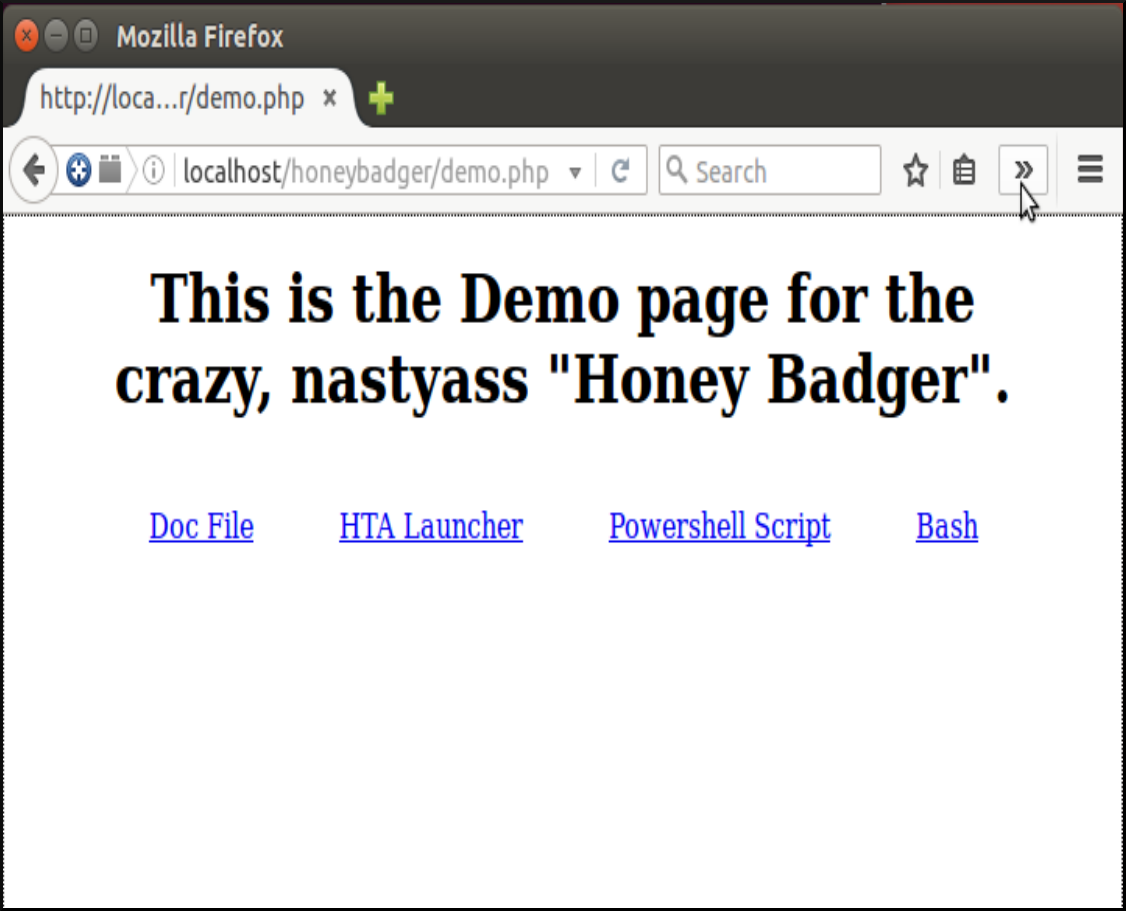 Mozilla Firefox
http://loca...r/demo.php
localhost/honeybadger/demo.php
Search
This is the Demo page for the
crazy, nastyass "Honey Badger".
Doc File HTA Launcher Powershell Script Bash